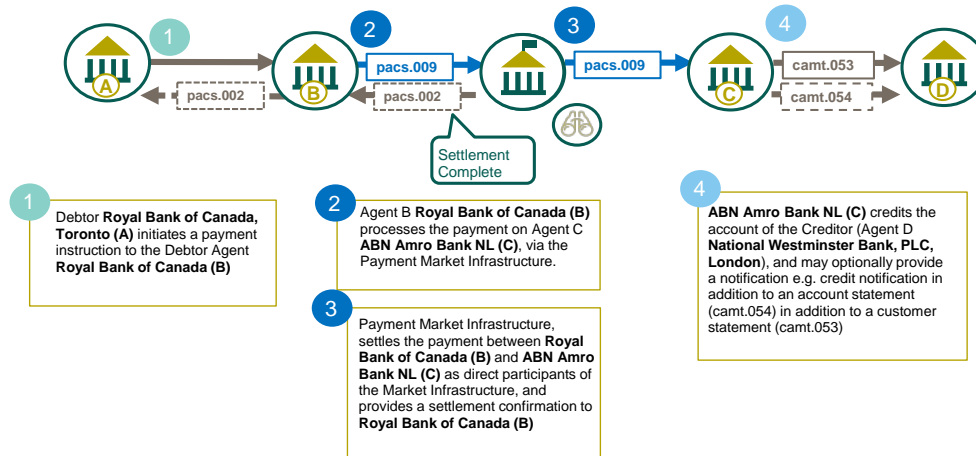 1
2
3
4
pacs.009
pacs.009
camt.053
A
B
C
D
pacs.002
pacs.002
camt.054
Settlement
Complete
1
Debtor Royal Bank of Canada,
Toronto (A) initiates a payment
instruction to the Debtor Agent
Royal Bank of Canada (B)
2
Agent B Royal Bank of Canada (B)
processes the payment on Agent C
ABN Amro Bank NL (C), via the
Payment Market Infrastructure.
3
Payment Market Infrastructure,
settles the payment between Royal
Bank of Canada (B) and ABN Amro
Bank NL (C) as direct participants of
the Market Infrastructure, and
provides a settlement confirmation to
Royal Bank of Canada (B)
4
ABN Amro Bank NL (C) credits the
account of the Creditor (Agent D
National Westminster Bank, PLC,
London), and may optionally provide
a notification e.g. credit notification in
addition to an account statement
(camt.054) in addition to a customer
statement (camt.053)